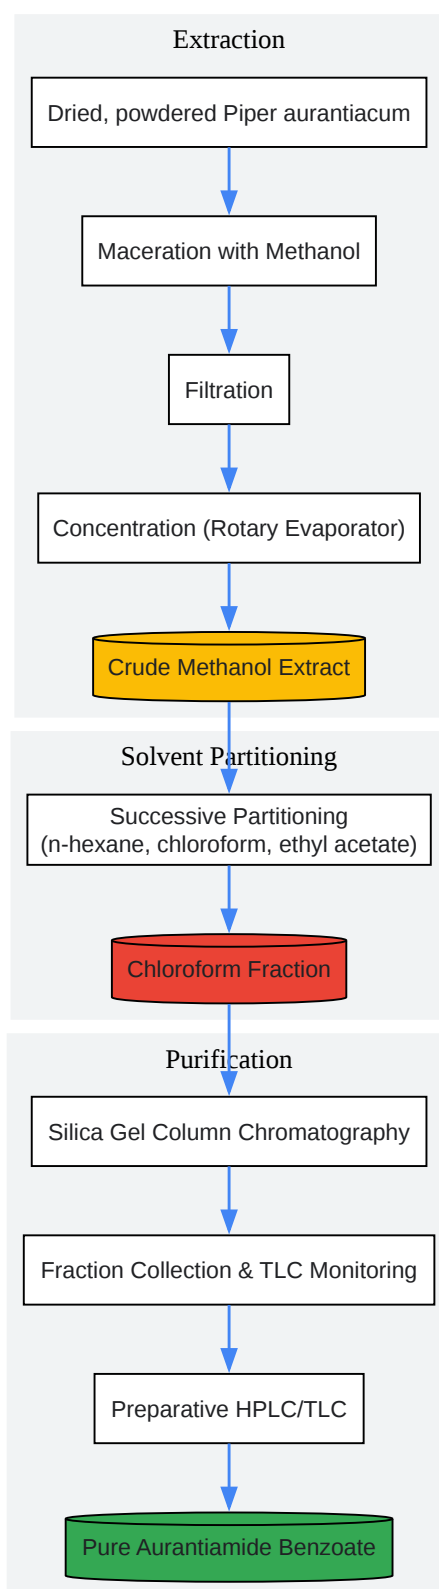 Extraction
Dried, powdered Piper aurantiacum
Maceration with Methanol
Filtration
Concentration (Rotary Evaporator)
Crude Methanol Extract
Solvent Partitioning
Successive Partitioning
(n-hexane, chloroform, ethyl acetate)
Chloroform Fraction
Purification
Silica Gel Column Chromatography
Fraction Collection & TLC Monitoring
Preparative HPLC/TLC
Pure Aurantiamide Benzoate